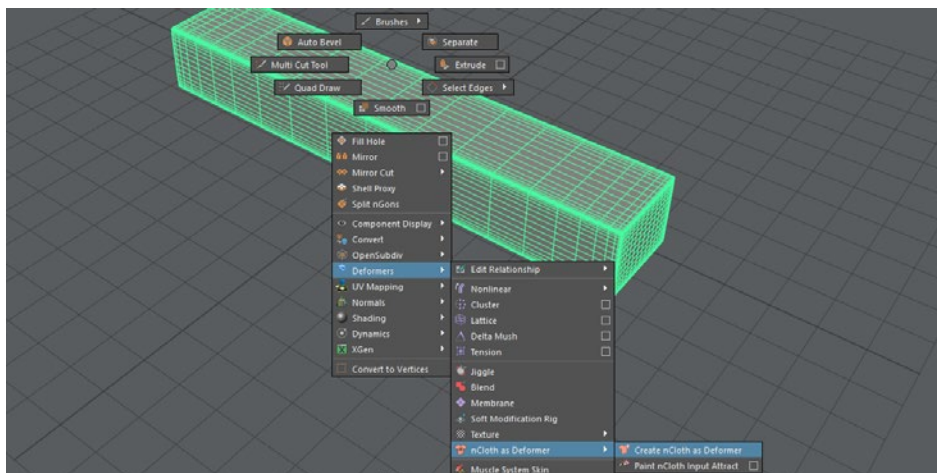 Brushes
Auto Bevel
Separate
Multi Cut Tool
Extrude
Quad Draw
Select Edges
Smooth
Fill Hole
Mirror
Mirror Cut
Shell Proxy
Split nGons
Component Display
Convert
OpenSubdiv
Deformers
UV Mapping
Normals
Shading
Dynamics
XGen
Convert to Vertices
Edit Relationship
Nonlinear
Cluster
Lattice
Delta Mush
Tension
Jiggle
Blend
Membrane
Soft Modification Rig
Texture
nCloth as Deformer
Muscle System Skin
Create nCloth as Deformer
Paint nCloth Input Attract